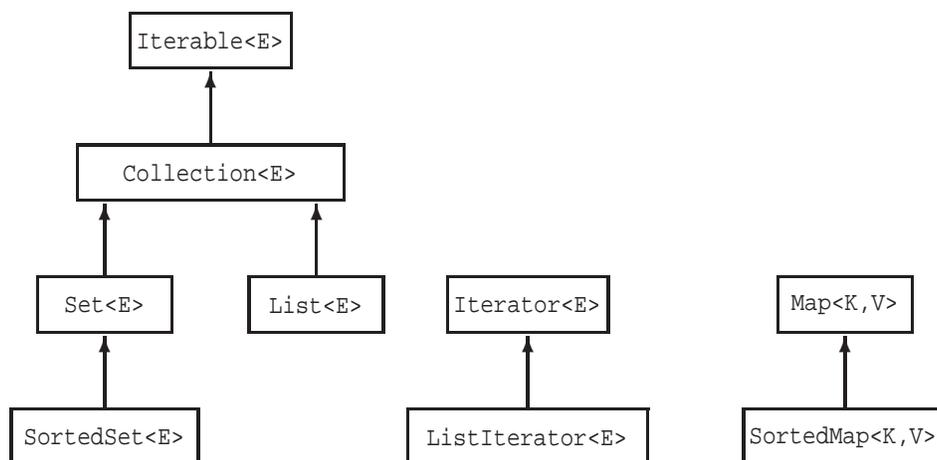 Iterable<E>
Collection<E>
Set<E>
List<E>
Iterator<E>
Map<K,V>
SortedSet<E>
ListIterator<E>
SortedMap<K,V>